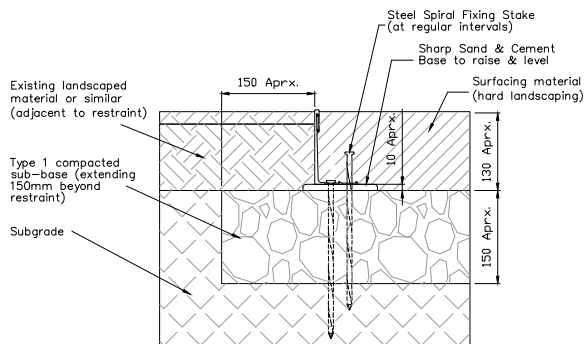 Steel Spiral Fixing Stake
(at regular intervals)
Sharp Sand & Cement
Base to raise & level
150 Aprx.
Existing landscaped
material or similar
(adjacent to restraint)
Surfacing material
(hard landscaping)
10 Aprx.
130 Aprx.
Type 1 compacted
sub-base (extending
150mm beyond
restraint)
150 Aprx.
Subgrade